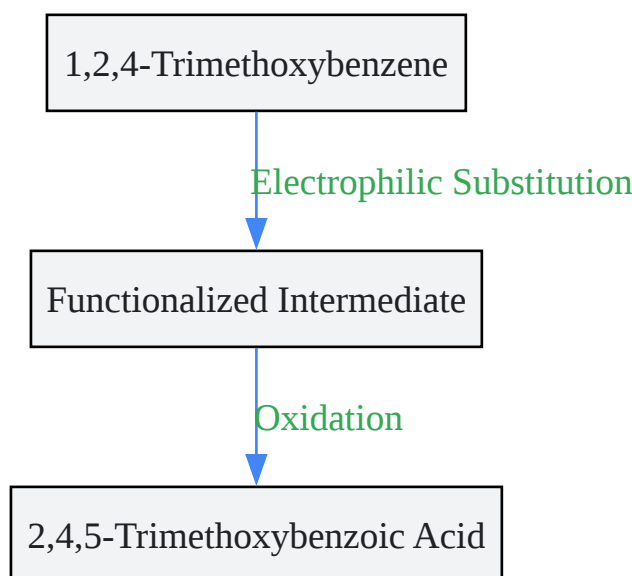 1,2,4-Trimethoxybenzene
Electrophilic Substitution
Functionalized Intermediate
Oxidation
2,4,5-Trimethoxybenzoic Acid